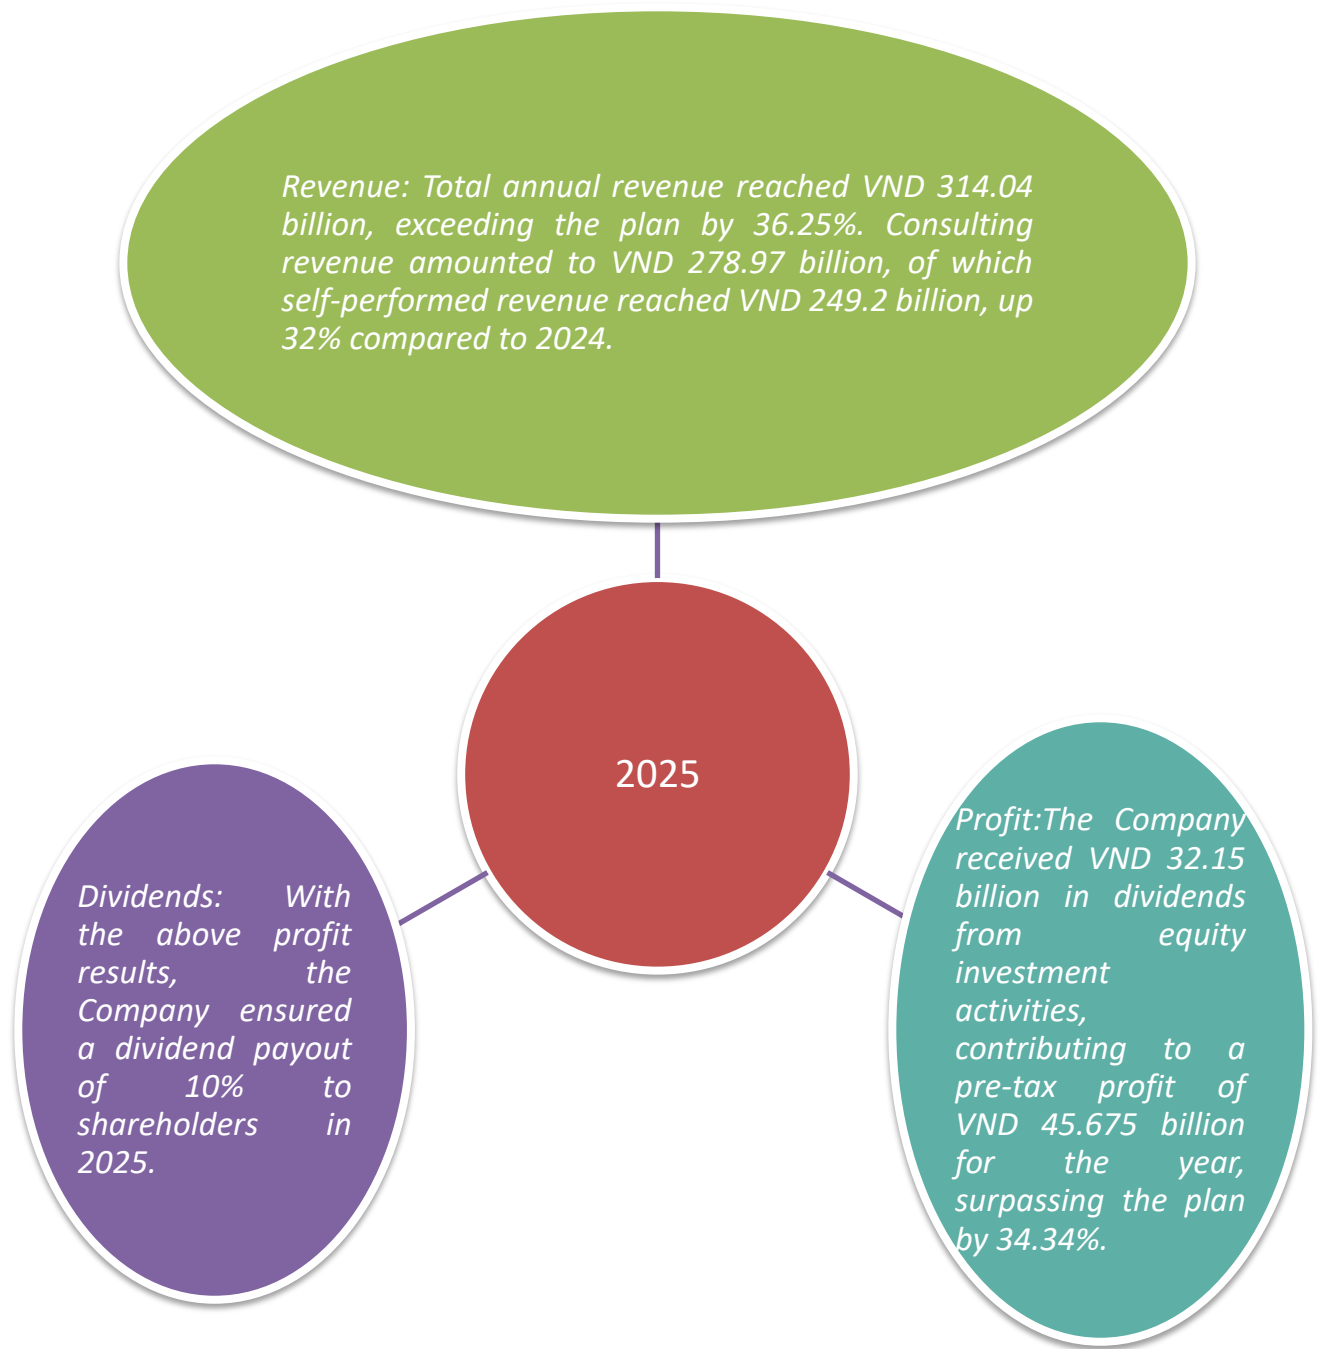 Revenue: Total annual revenue reached VND 314.04
billion, exceeding the plan by 36.25%. Consulting
revenue amounted to VND 278.97 billion, of which
self-performed revenue reached VND 249.2 billion, up
32% compared to 2024.
2025
Dividends: With
the above profit
results, the
Company ensured
a dividend payout
of 10% to
shareholders in
2025.
Profit:The Company
received VND 32.15
billion in dividends
from equity
investment
activities,
contributing to a
pre-tax profit of
VND 45.675 billion
for the year,
surpassing the plan
by 34.34%.